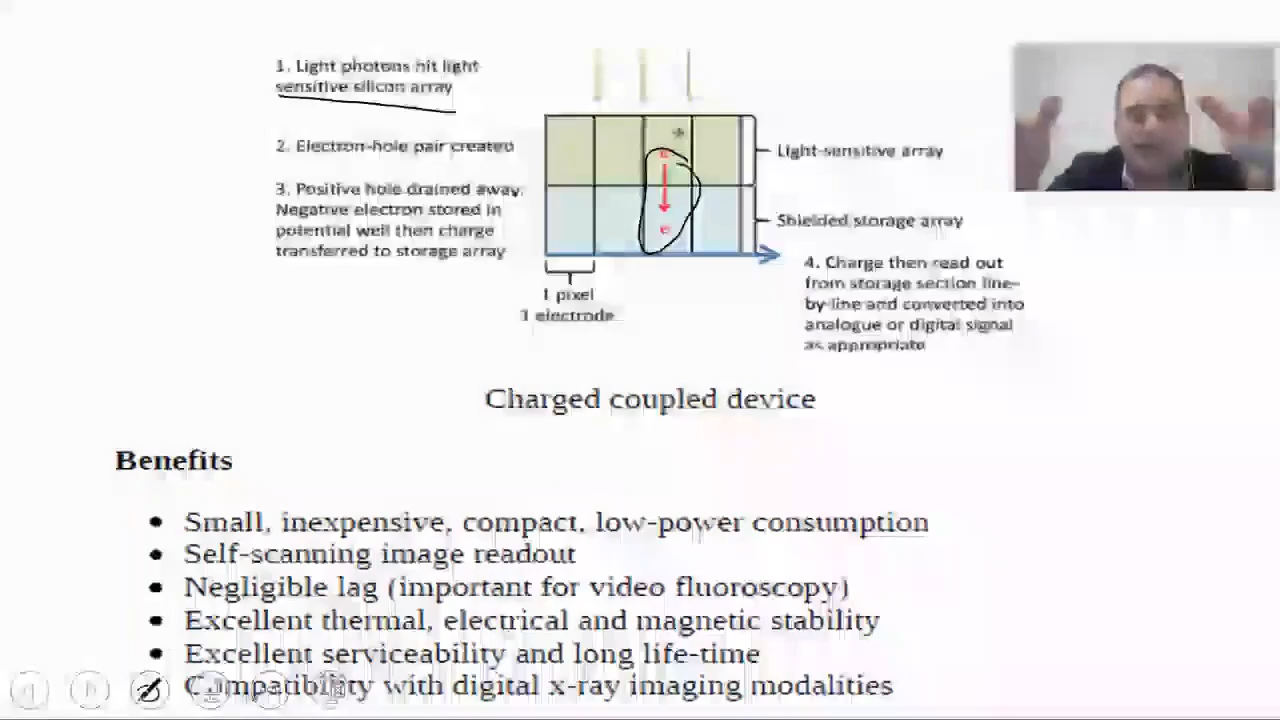 1. Light photons hit light
sensitive silicon array
2. Electron-hole pair created
3. Positive hole drained away.
Negative electron stored in
potential well then charge
transferred to storage array
+
e
e
Light-sensitive array
Shielded storage array
1 pixel
1 electrode
4. Charge then read out
from storage section line-
by-line and converted into
analogue or digital signal
as appropriate
Charged coupled device
Benefits
• Small, inexpensive, compact, low-power consumption
• Self-scanning image readout
• Negligible lag (important for video fluoroscopy)
• Excellent thermal, electrical and magnetic stability
• Excellent serviceability and long life-time
• Compatibility with digital x-ray imaging modalities